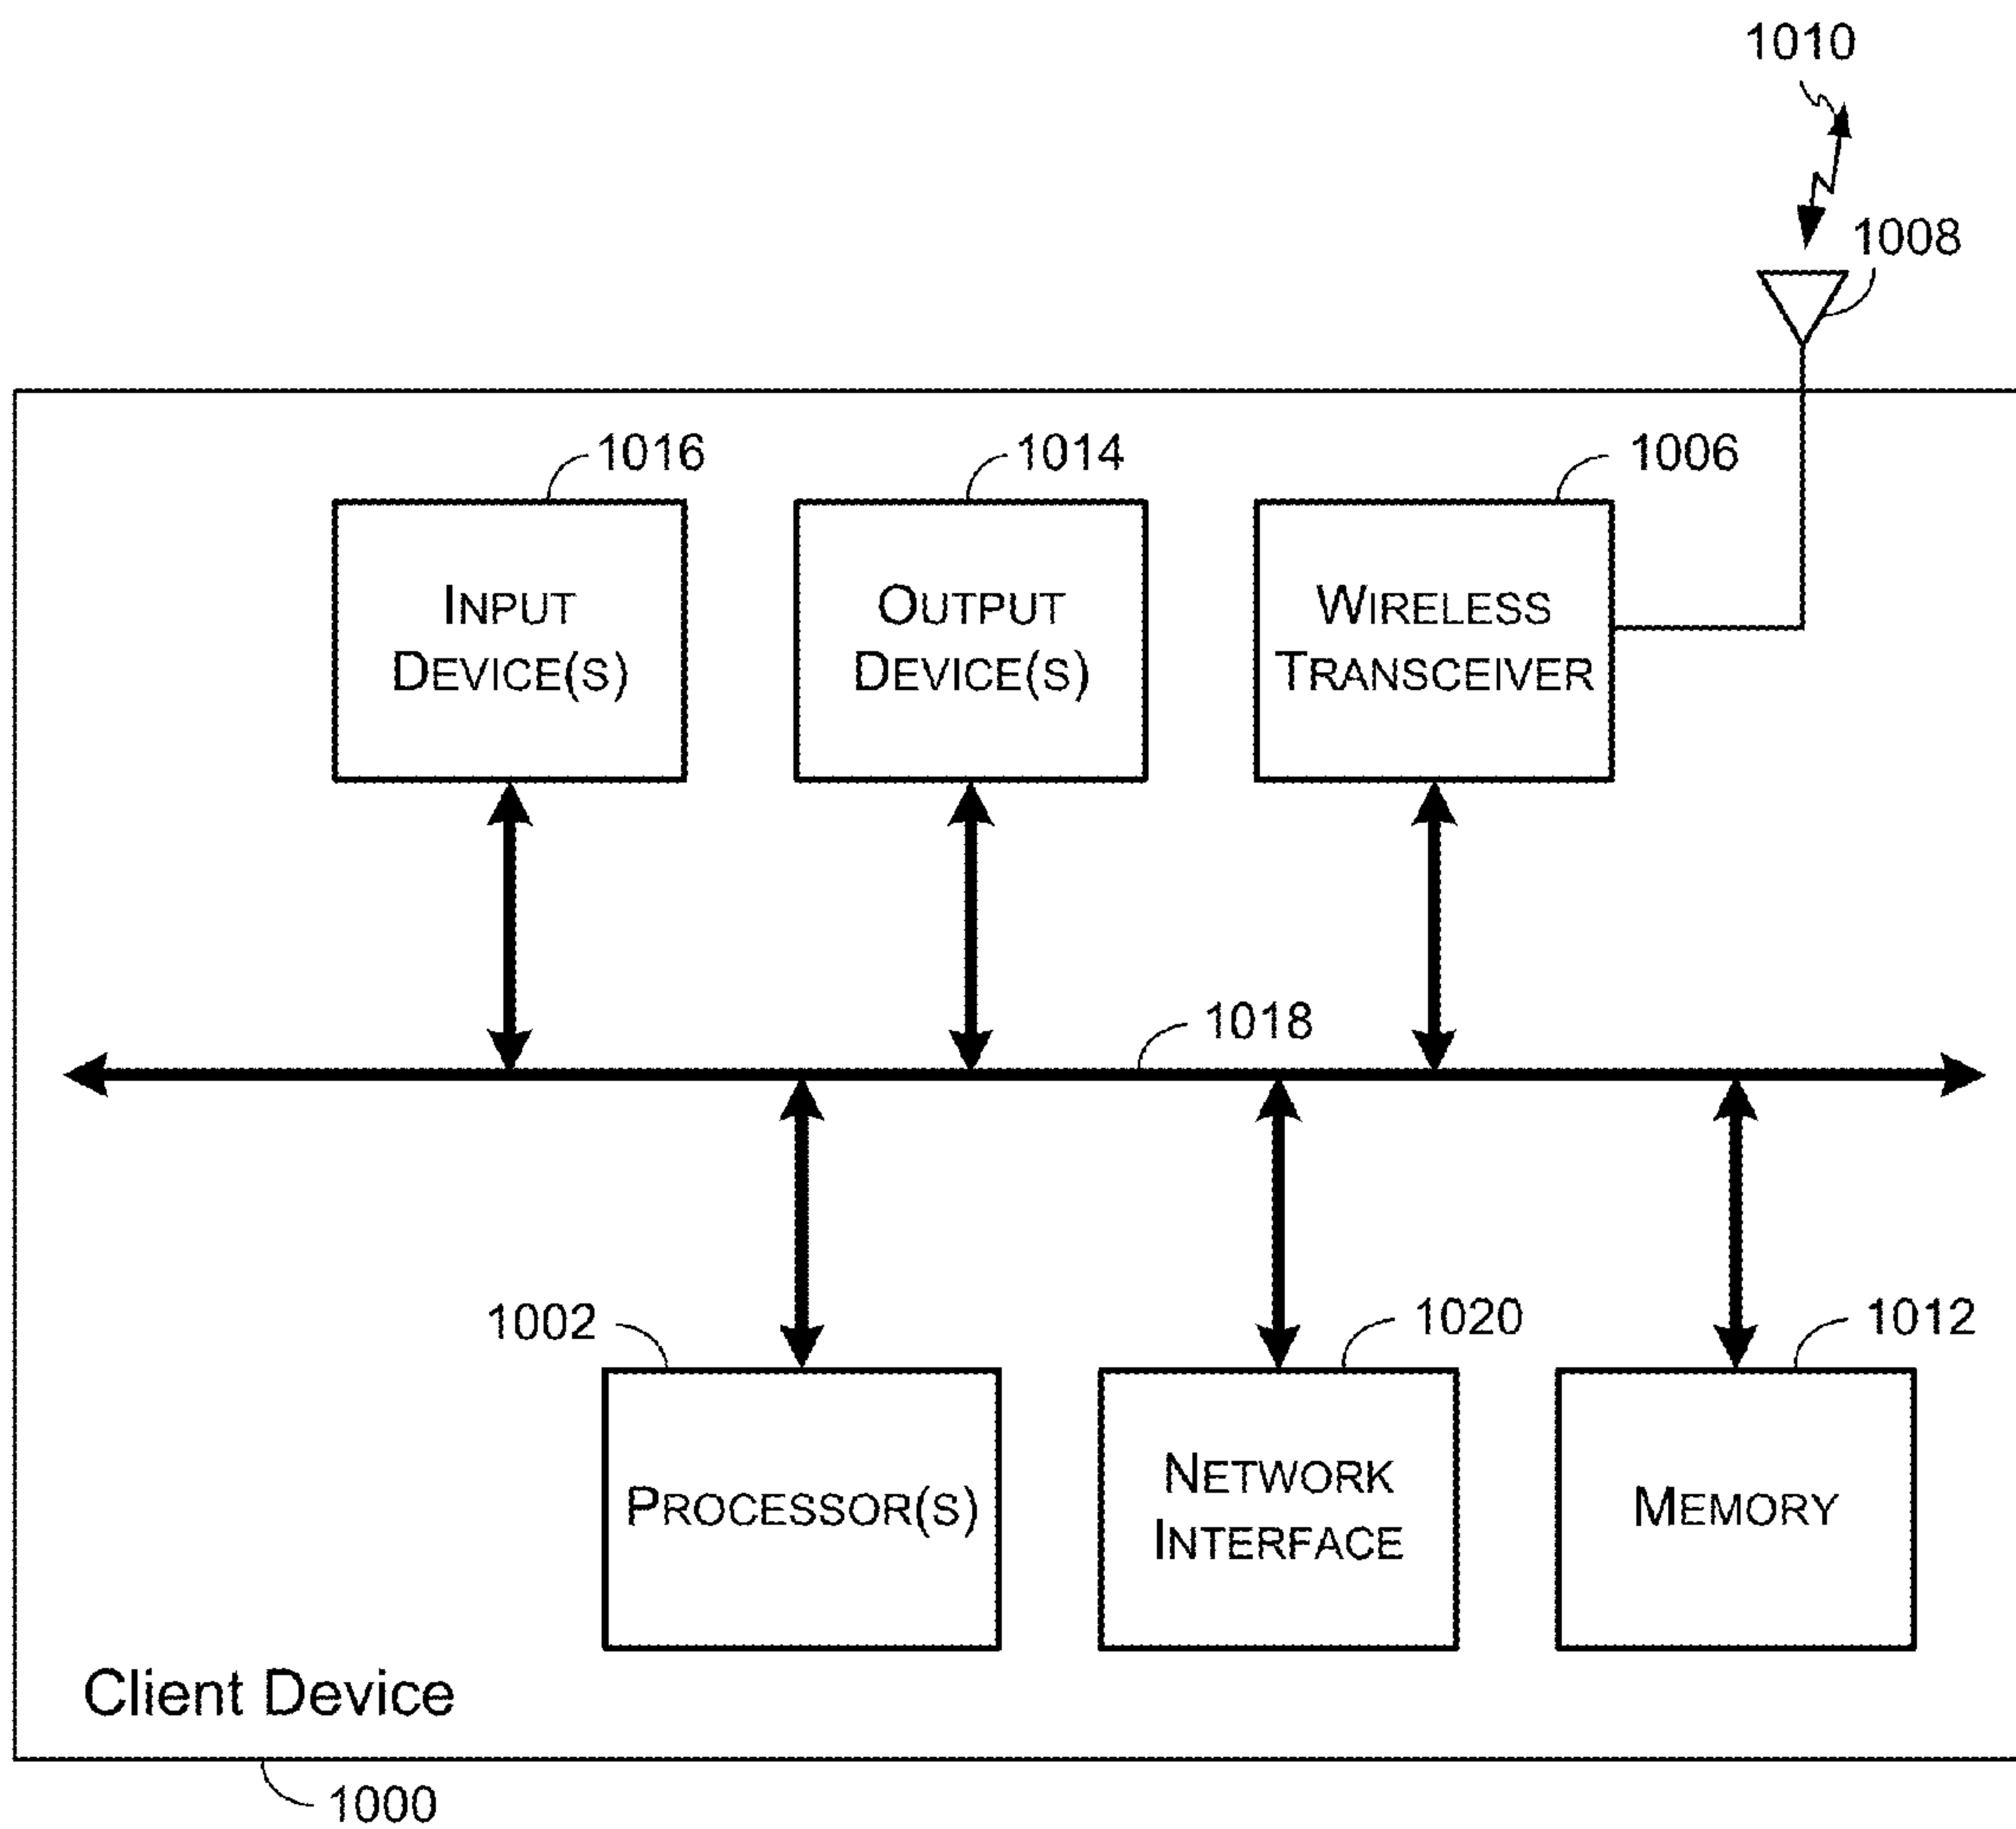 1010
1008
1016
1014
1006
INPUT
DEVICE(S)
OUTPUT
DEVICE(S)
WIRELESS
TRANSCEIVER
1018
1002
1020
1012
PROCESSOR(S)
NETWORK
INTERFACE
MEMORY
Client Device
1000